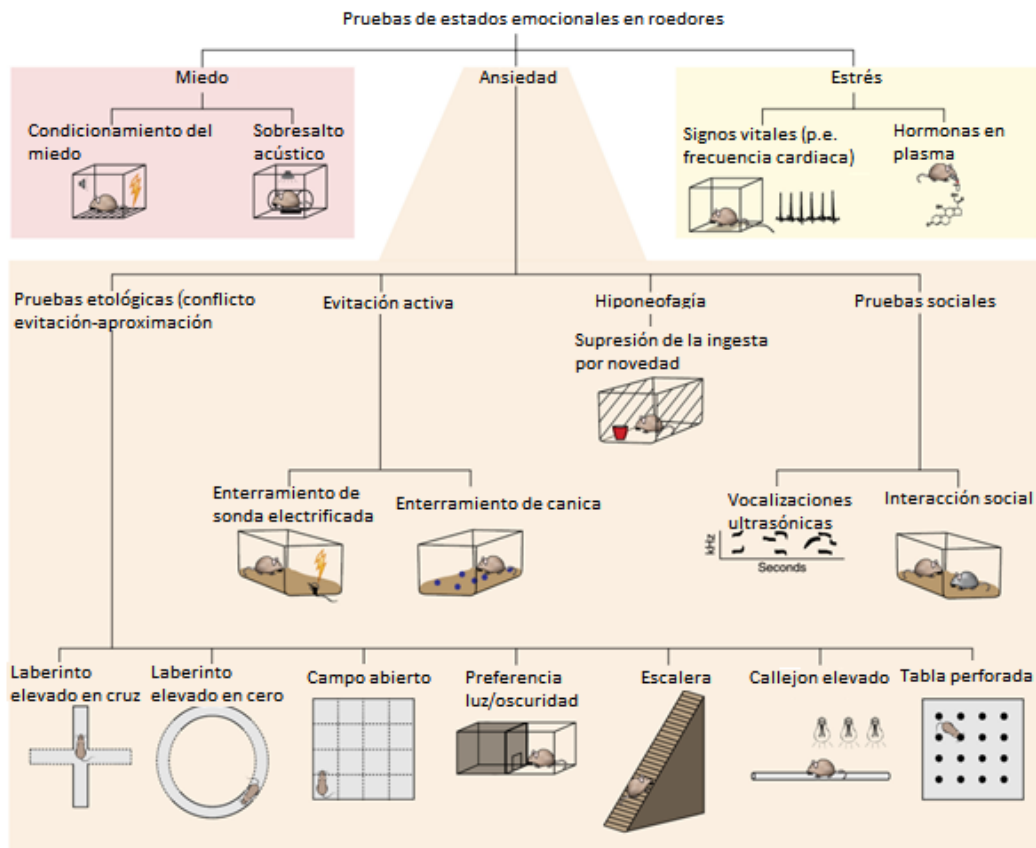 Pruebas de estados emocionales en roedores
Miedo
Ansiedad
Estrés
Condicionamiento del
miedo
Sobresalto
acústico
Signos vitales (p.e.
frecuencia cardiaca)
Hormonas en
plasma
Pruebas etológicas (conflicto
evitación-aproximación
Evitación activa
Hiponeofagía
Pruebas sociales
Supresión de la ingesta
por novedad
Enterramiento de
sonda electrificada
Enterramiento de canica
Vocalizaciones
ultrasónicas
kHz
Seconds
Interacción social
Laberinto
elevado en cruz
Laberinto
elevado en cero
Campo abierto
Preferencia
luz/oscuridad
Escalera
Callejon elevado
Tabla perforada